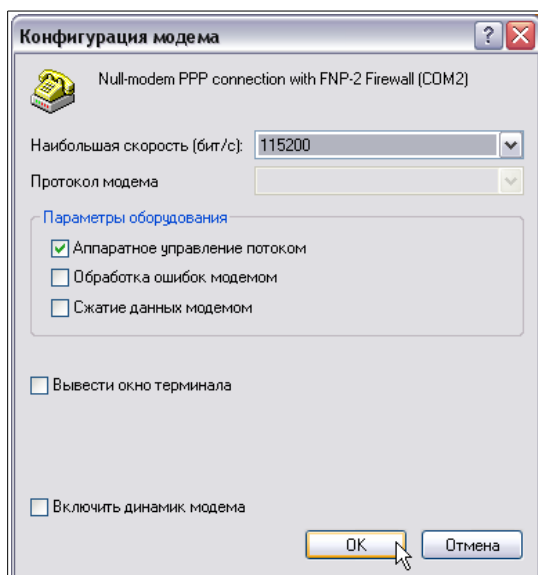 Конфигурация модема
Null-modem PPP connection with FNP-2 Firewall (COM2)
Наибольшая скорость (бит/с): 115200
Протокол модема
Параметры оборудования
Аппаратное управление потоком
Обработка ошибок модемом
Сжатие данных модемом
Вывести окно терминала
Включить динамик модема
OK Отмена